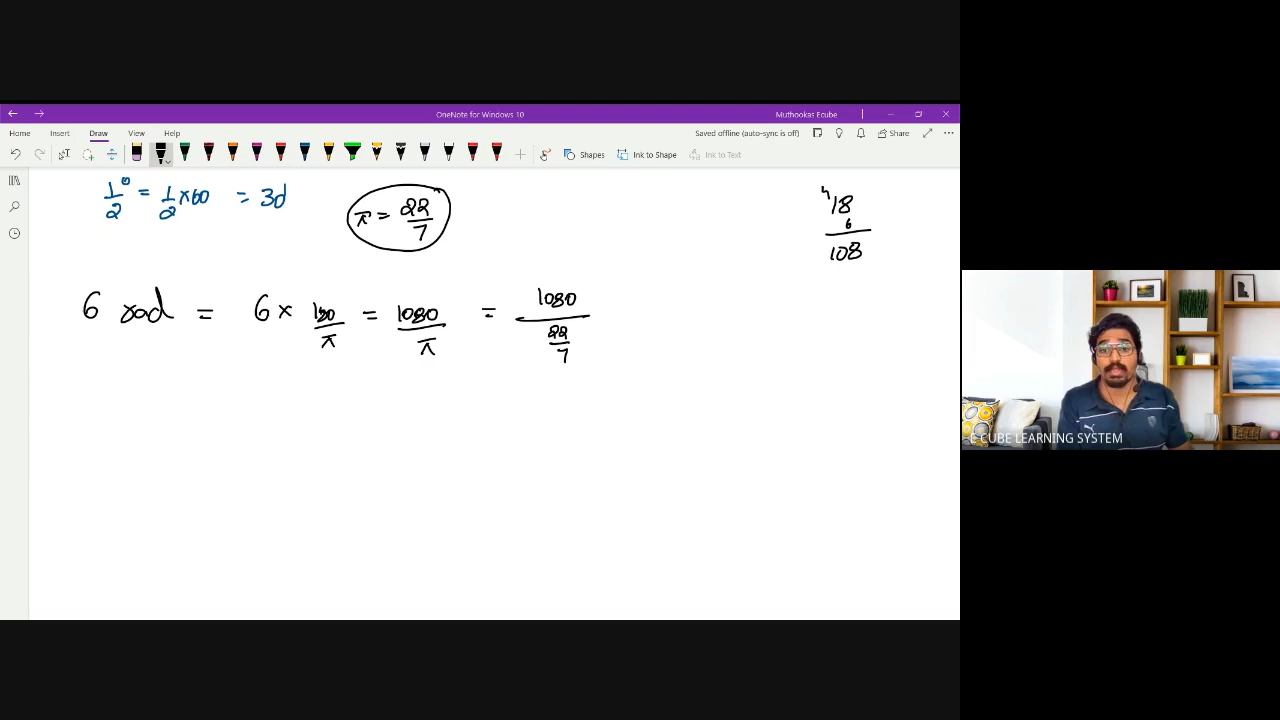 OneNote for Windows 10
Muthookas Ecube
Home Insert Draw View Help
Saved offline (auto-sync is off)
Share
Shapes
Ink to Shape
Ink to Text
1/2° = 1/2 × 60 = 30'
π = 22/7
4
18
6
108
6 rad = 6 × 180/π = 1080/π = 1080/(22/7)
E CUBE LEARNING SYSTEM